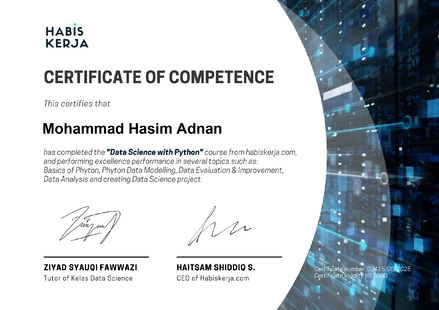 HABIS
KERJA
CERTIFICATE OF COMPETENCE
This certifies that
Mohammad Hasim Adnan
has completed the "Data Science with Python" course from habiskerja.com,
and performing excellence performance in several topics such as:
Basics of Phyton, Phyton Data Modelling, Data Evaluation & Improvement,
Data Analysis and creating Data Science project.
ZIYAD SYAUQI FAWWAZI
Tutor of Kelas Data Science
HAITSAM SHIDDIQ S.
CEO of Habiskerja.com
Certificate number
Certificate